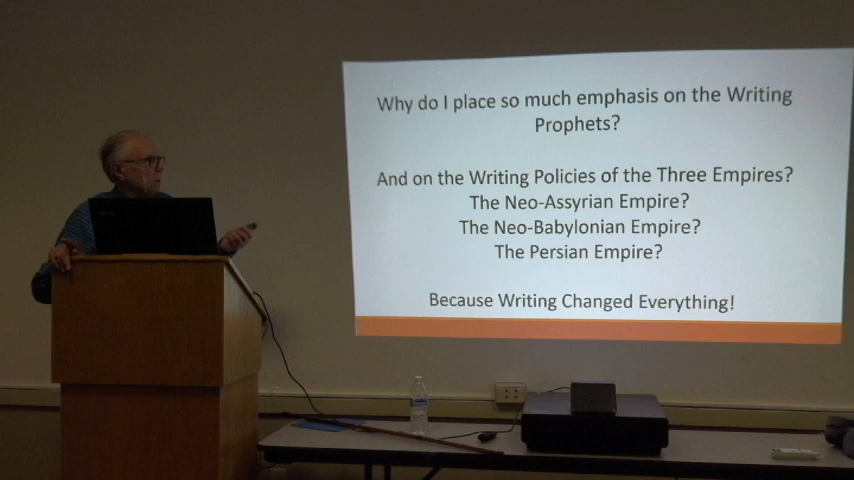 Why do I place so much emphasis on the Writing
Prophets?
And on the Writing Policies of the Three Empires?
The Neo-Assyrian Empire?
The Neo-Babylonian Empire?
The Persian Empire?
Because Writing Changed Everything!